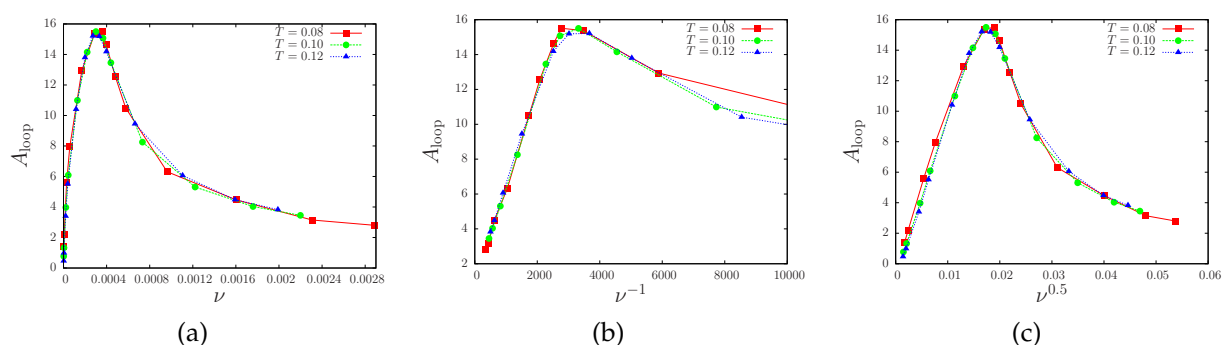 16
14
12
10
8
6
4
2
0
A_loop
T = 0.08
T = 0.10
T = 0.12
0 0.0004 0.0008 0.0012 0.0016 0.002 0.0024 0.0028
ν
(a)
16
14
12
10
8
6
4
2
A_loop
T = 0.08
T = 0.10
T = 0.12
0 2000 4000 6000 8000 10000
ν⁻¹
(b)
16
14
12
10
8
6
4
2
0
A_loop
T = 0.08
T = 0.10
T = 0.12
0 0.01 0.02 0.03 0.04 0.05 0.06
ν^0.5
(c)